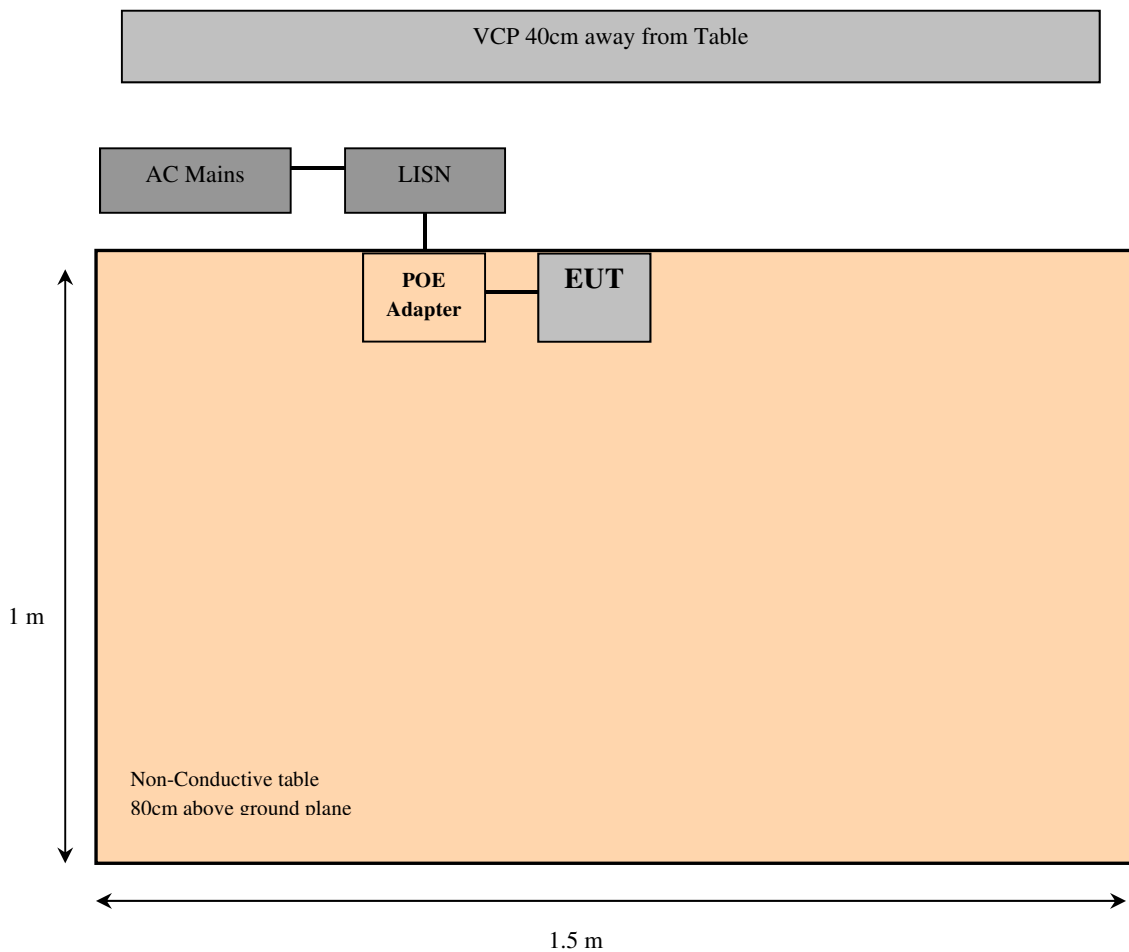 VCP 40cm away from Table
AC Mains
LISN
POE
Adapter
EUT
1 m
Non-Conductive table
80cm above ground plane
1.5 m